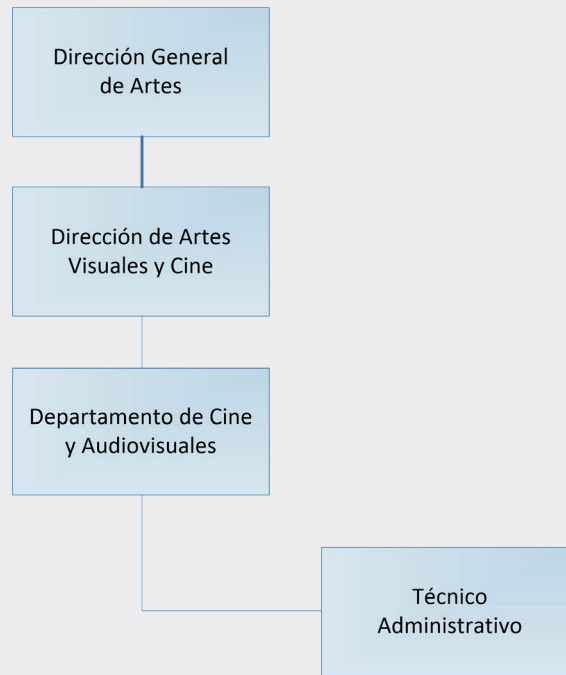 Dirección General
de Artes
Dirección de Artes
Visuales y Cine
Departamento de Cine
y Audiovisuales
Técnico
Administrativo